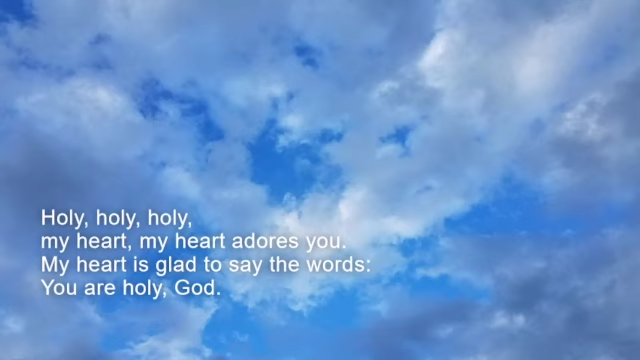 Holy, holy, holy,
my heart, my heart adores you.
My heart is glad to say the words:
You are holy, God.